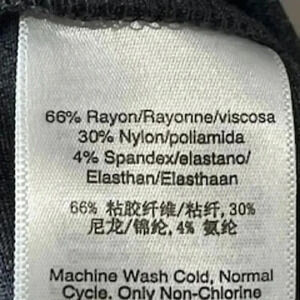 66% Rayon/Rayonne/viscosa
30% Nylon/poliamida
4% Spandex/elastano/
Elasthan/Elasthaan
66% 粘胶纤维/粘纤, 30%
尼龙/锦纶, 4% 氨纶
Machine Wash Cold, Normal
Cycle, Only Non-Chlorine